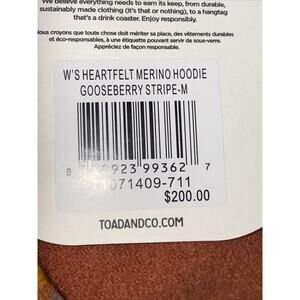 We believe everything needs to earn its keep, from durable,
sustainably made clothing (it's that or nothing), to a hangtag
that's a drink coaster. Enjoy responsibly.
Nous croyons que toute chose doit mériter sa place, des vêtements durables
et éco-responsables, à une étiquette pouvant servir de sous-verre.
Appréciez de façon responsable.
W'S HEARTFELT MERINO HOODIE
GOOSEBERRY STRIPE-M
923 99362 7
T1071409-711
$200.00
TOADANDCO.COM